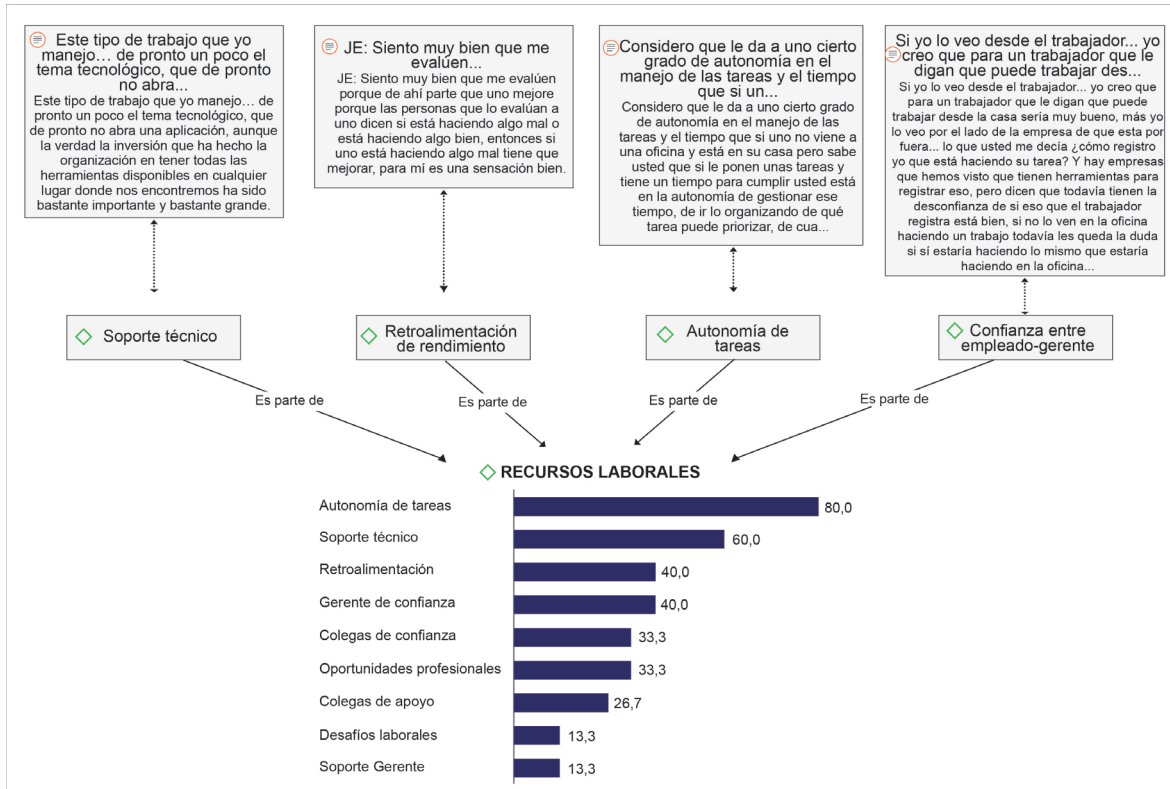 Este tipo de trabajo que yo
manejo… de pronto un poco el
tema tecnológico, que de pronto
no abra...
Este tipo de trabajo que yo manejo… de
pronto un poco el tema tecnológico, que
de pronto no abra una aplicación, aunque
la verdad la inversión que ha hecho la
organización en tener todas las
herramientas disponibles en cualquier
lugar donde nos encontremos ha sido
bastante importante y bastante grande.
JE: Siento muy bien que me
evalúen...
JE: Siento muy bien que me evalúen
porque de ahí parte que uno mejore
porque las personas que lo evalúan a
uno dicen si está haciendo algo mal o
está haciendo algo bien, entonces si
uno está haciendo algo mal tiene que
mejorar, para mí es una sensación bien.
Considero que le da a uno cierto
grado de autonomía en el
manejo de las tareas y el tiempo
que si un...
Considero que le da a uno cierto grado
de autonomía en el manejo de las
tareas y el tiempo que si uno no viene a
una oficina y está en su casa pero sabe
usted que si le ponen unas tareas y
tiene un tiempo para cumplir usted está
en la autonomía de gestionar ese
tiempo, de ir lo organizando de qué
tarea puede priorizar, de cua...
Si yo lo veo desde el trabajador... yo
creo que para un trabajador que le
digan que puede trabajar des...
Si yo lo veo desde el trabajador... yo creo que
para un trabajador que le digan que puede
trabajar desde la casa sería muy bueno, más yo
lo veo por el lado de la empresa de que esta por
fuera... lo que usted me decía ¿cómo registro
yo que está haciendo su tarea? Y hay empresas
que hemos visto que tienen herramientas para
registrar eso, pero dicen que todavía tienen la
desconfianza de si eso que el trabajador
registra está bien, si no lo ven en la oficina
haciendo un trabajo todavía les queda la duda
si sí estaría haciendo lo mismo que estaría
haciendo en la oficina...
Soporte técnico
Retroalimentación
de rendimiento
Autonomía de
tareas
Confianza entre
empleado-gerente
Es parte de
Es parte de
Es parte de
Es parte de
RECURSOS LABORALES
Autonomía de tareas 80,0
Soporte técnico 60,0
Retroalimentación 40,0
Gerente de confianza 40,0
Colegas de confianza 33,3
Oportunidades profesionales 33,3
Colegas de apoyo 26,7
Desafíos laborales 13,3
Soporte Gerente 13,3